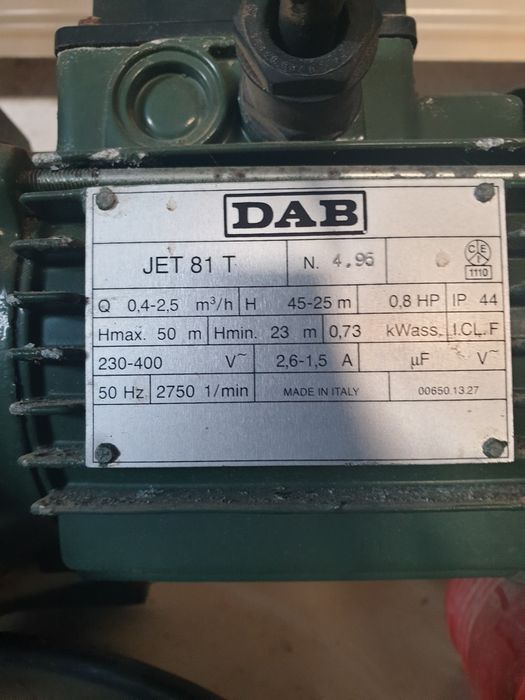 DAB
JET 81 T N. 4.95 CEI 1110
Q 0,4-2,5 m³/h H 45-25 m 0,8 HP IP 44
Hmax. 50 m Hmin. 23 m 0,73 kWass. I.CL.F
230-400 V~ 2,6-1,5 A µF V~
50 Hz 2750 1/min MADE IN ITALY 00650.13.27